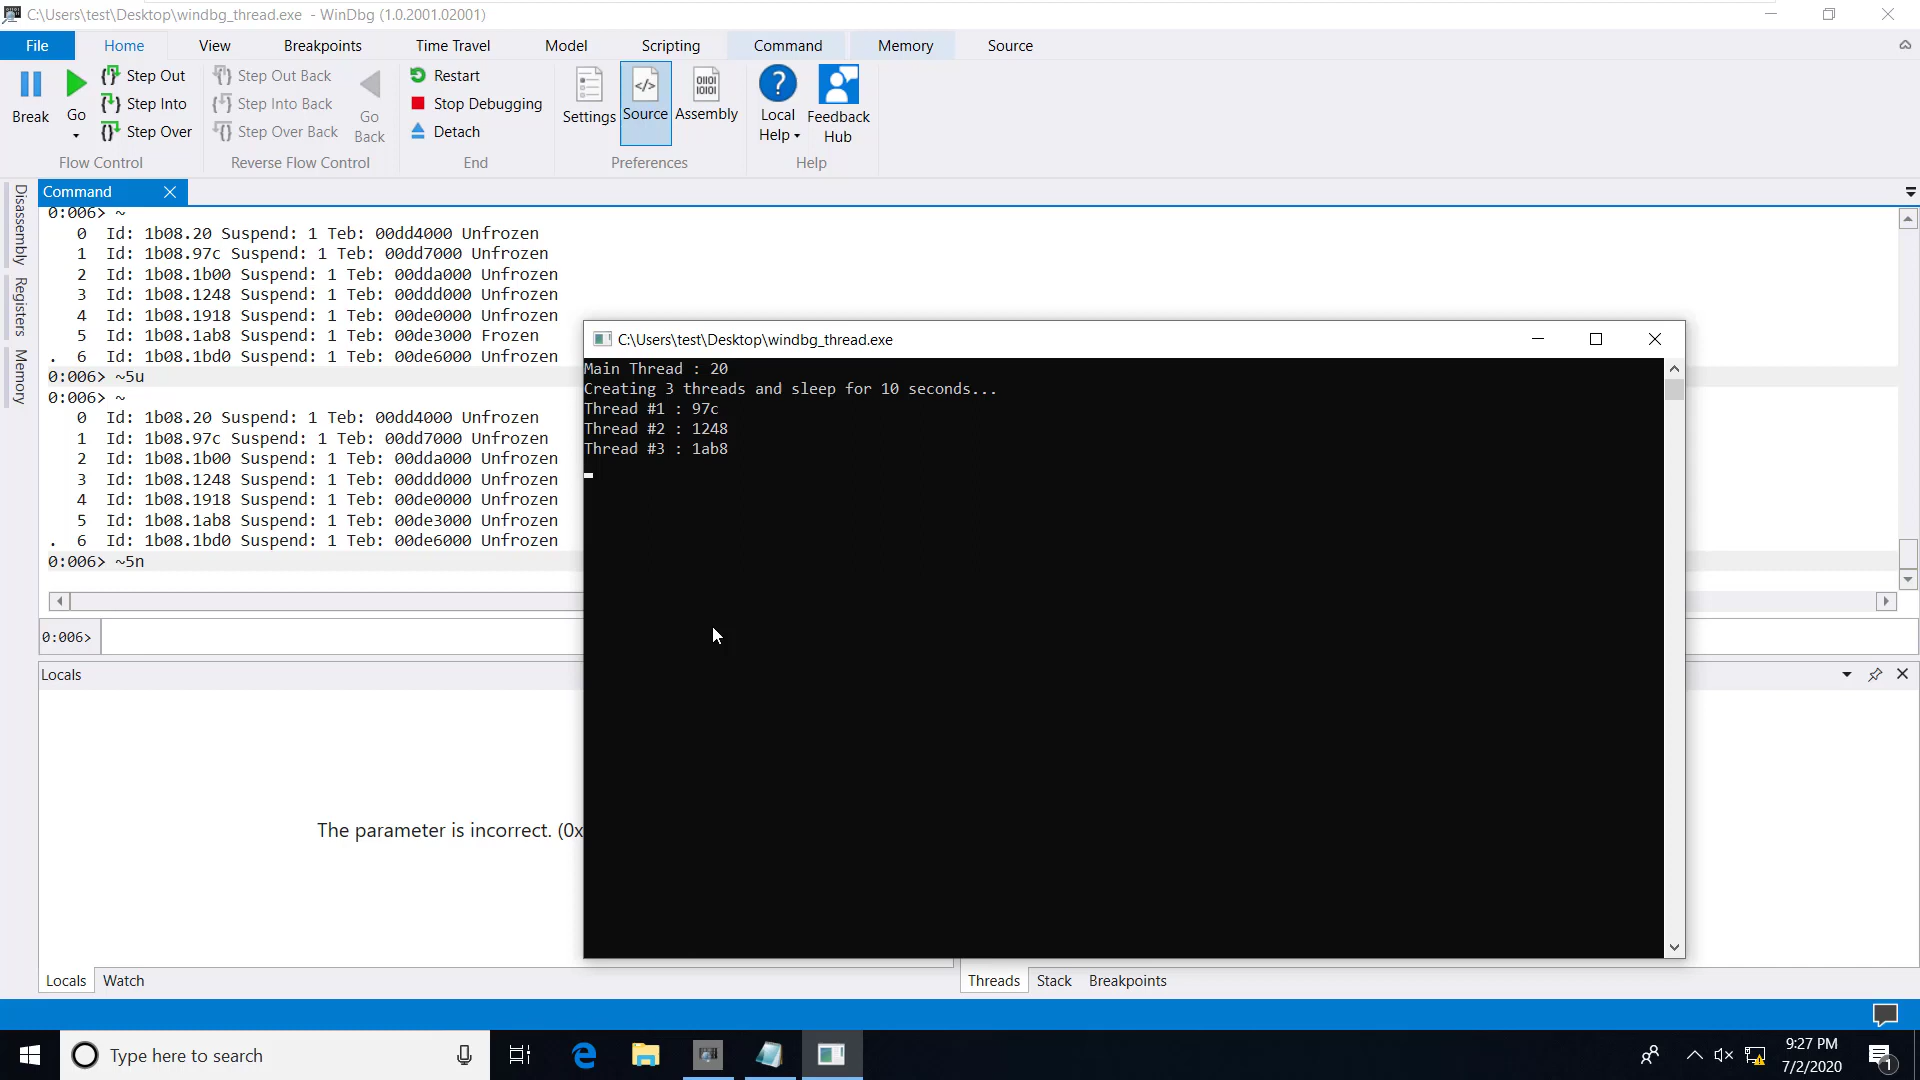 C:\Users\test\Desktop\windbg_thread.exe - WinDbg (1.0.2001.02001)
File Home View Breakpoints Time Travel Model Scripting Command Memory Source
Break
Go
Step Out
Step Into
Step Over
Flow Control
Step Out Back
Step Into Back
Step Over Back
Go Back
Reverse Flow Control
Restart
Stop Debugging
Detach
End
Settings
Source
Assembly
Preferences
Local Help
Feedback Hub
Help
Disassembly
Registers
Memory
Command
0:006> ~
0 Id: 1b08.20 Suspend: 1 Teb: 00dd4000 Unfrozen
1 Id: 1b08.97c Suspend: 1 Teb: 00dd7000 Unfrozen
2 Id: 1b08.1b00 Suspend: 1 Teb: 00dda000 Unfrozen
3 Id: 1b08.1248 Suspend: 1 Teb: 00ddd000 Unfrozen
4 Id: 1b08.1918 Suspend: 1 Teb: 00de0000 Unfrozen
5 Id: 1b08.1ab8 Suspend: 1 Teb: 00de3000 Frozen
. 6 Id: 1b08.1bd0 Suspend: 1 Teb: 00de6000 Unfrozen
0:006> ~5u
0:006> ~
0 Id: 1b08.20 Suspend: 1 Teb: 00dd4000 Unfrozen
1 Id: 1b08.97c Suspend: 1 Teb: 00dd7000 Unfrozen
2 Id: 1b08.1b00 Suspend: 1 Teb: 00dda000 Unfrozen
3 Id: 1b08.1248 Suspend: 1 Teb: 00ddd000 Unfrozen
4 Id: 1b08.1918 Suspend: 1 Teb: 00de0000 Unfrozen
5 Id: 1b08.1ab8 Suspend: 1 Teb: 00de3000 Unfrozen
. 6 Id: 1b08.1bd0 Suspend: 1 Teb: 00de6000 Unfrozen
0:006> ~5n
0:006>
C:\Users\test\Desktop\windbg_thread.exe
Main Thread : 20
Creating 3 threads and sleep for 10 seconds...
Thread #1 : 97c
Thread #2 : 1248
Thread #3 : 1ab8
Locals
The parameter is incorrect. (0x
Locals Watch
Threads Stack Breakpoints
Type here to search
9:27 PM
7/2/2020
1